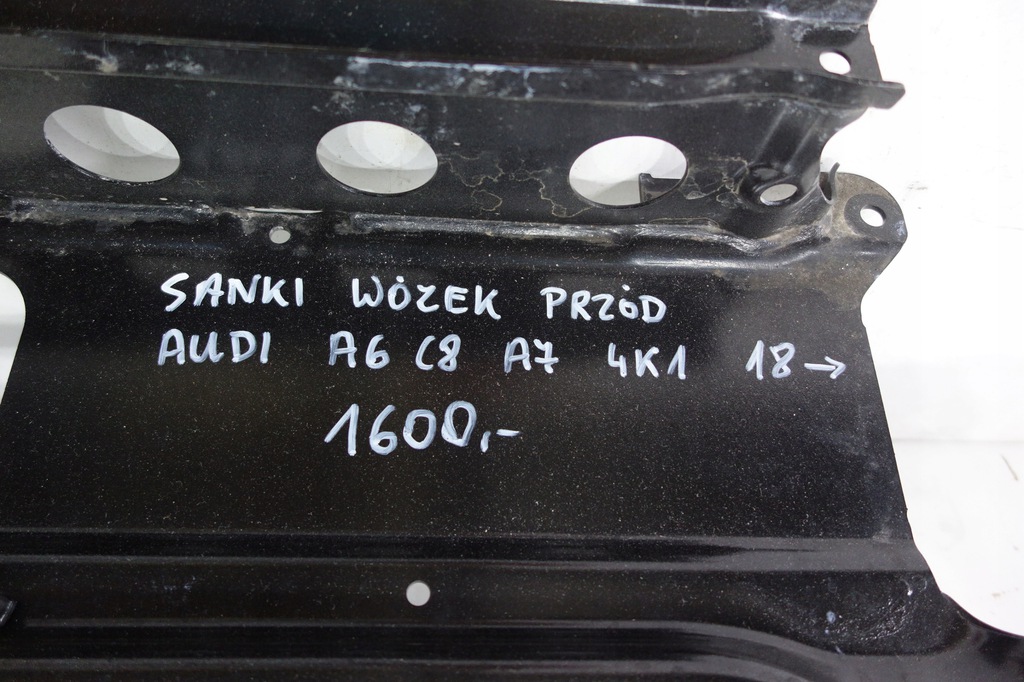 SANKI WÓZEK PRZÓD
AUDI A6 C8 A7 4K1 18→
1600,-